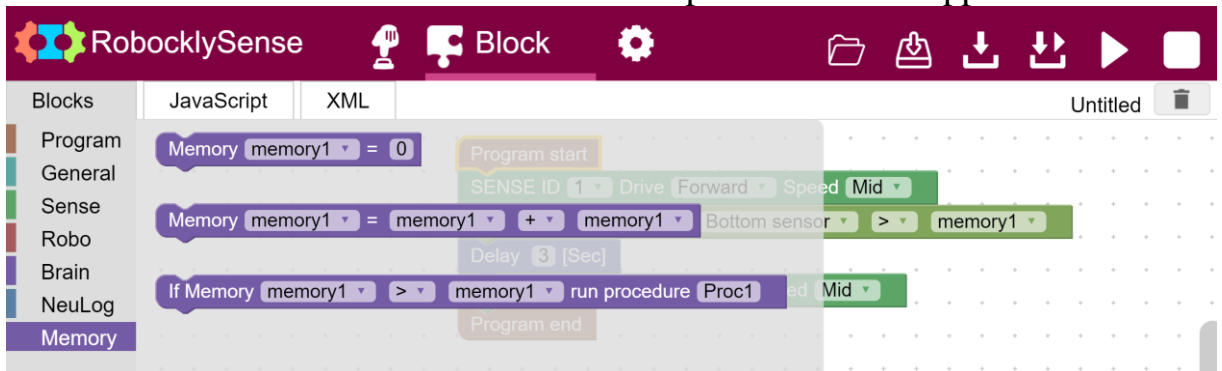 RobocklySense Block
Blocks JavaScript XML Untitled
Program
General
Sense
Robo
Brain
NeuLog
Memory
Memory memory1 = 0
Memory memory1 = memory1 + memory1
If Memory memory1 > memory1 run procedure Proc1
Program start
SENSE ID 1 Drive Forward Speed Mid
Bottom sensor > memory1
Delay 3 [Sec]
ed Mid
Program end